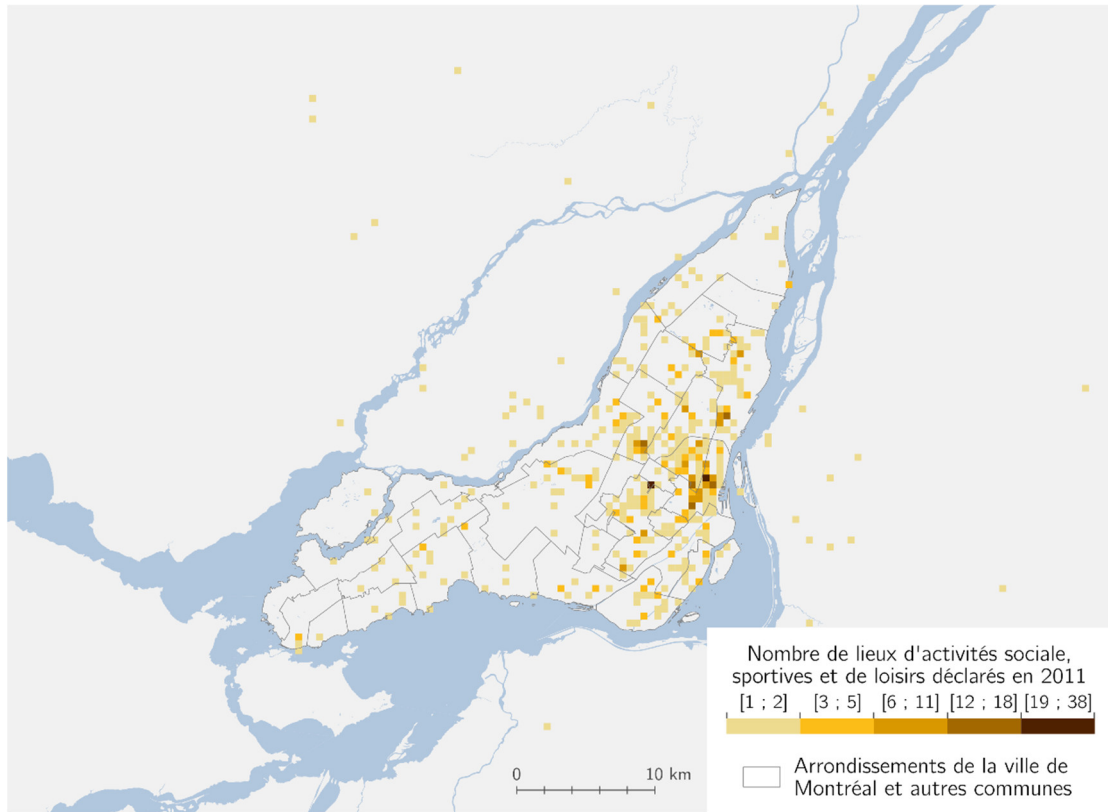 Nombre de lieux d'activités sociale,
sportives et de loisirs déclarés en 2011
[1 ; 2] [3 ; 5] [6 ; 11] [12 ; 18] [19 ; 38]
Arrondissements de la ville de
Montréal et autres communes
0 10 km